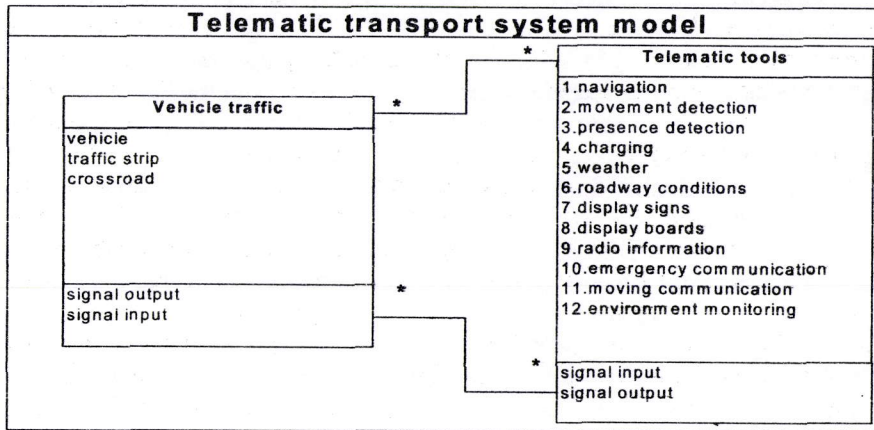 Telematic transport system model
*
Telematic tools
1.navigation
2.movement detection
3.presence detection
4.charging
5.weather
6.roadway conditions
7.display signs
8.display boards
9.radio information
10.emergency communication
11.moving communication
12.environment monitoring
signal input
signal output
*
Vehicle traffic
vehicle
traffic strip
crossroad
*
signal output
signal input
*